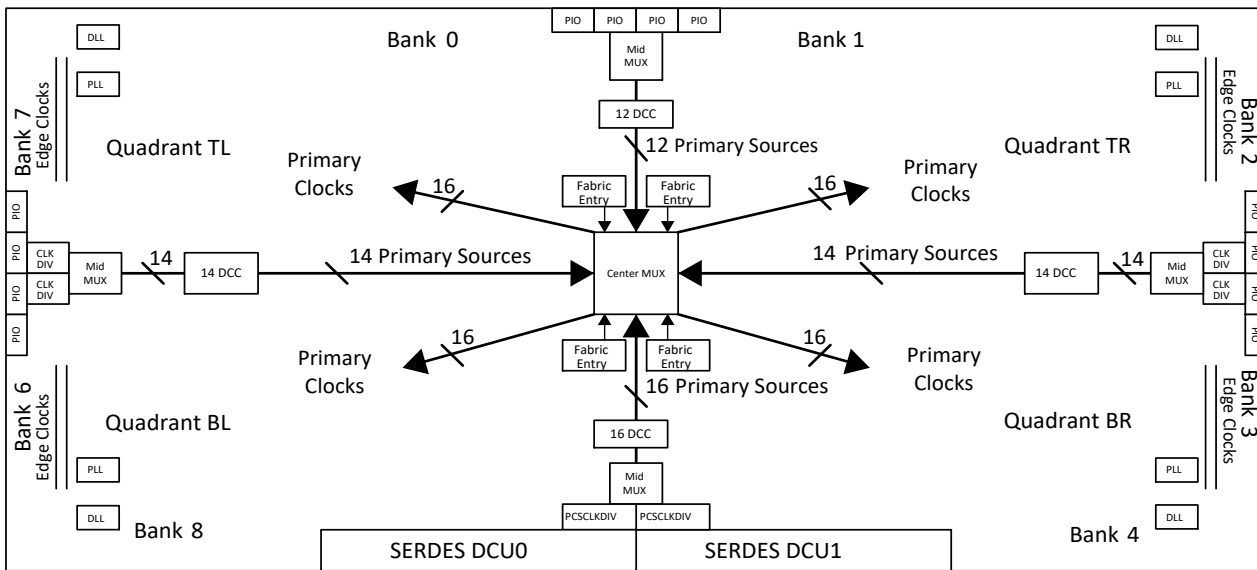 PIO PIO PIO PIO
DLL
Bank 0
Mid
MUX
Bank 1
DLL
PLL
PLL
Bank 7
Edge Clocks
12 DCC
Bank 2
Edge Clocks
Quadrant TL
12 Primary Sources
Quadrant TR
Primary
Clocks
16
Fabric
Entry
Fabric
Entry
16
Primary
Clocks
PIO
PIO
PIO
PIO
CLK
DIV
CLK
DIV
Mid
MUX
14
14 DCC
14 Primary Sources
Center MUX
14 Primary Sources
14 DCC
14
Mid
MUX
CLK
DIV
CLK
DIV
PIO
PIO
PIO
PIO
Primary
Clocks
16
Fabric
Entry
Fabric
Entry
16
Primary
Clocks
16 Primary Sources
Bank 6
Edge Clocks
Quadrant BL
16 DCC
Quadrant BR
Bank 3
Edge Clocks
PLL
Mid
MUX
PLL
DLL
Bank 8
PCSCLKDIV PCSCLKDIV
Bank 4
DLL
SERDES DCU0 SERDES DCU1